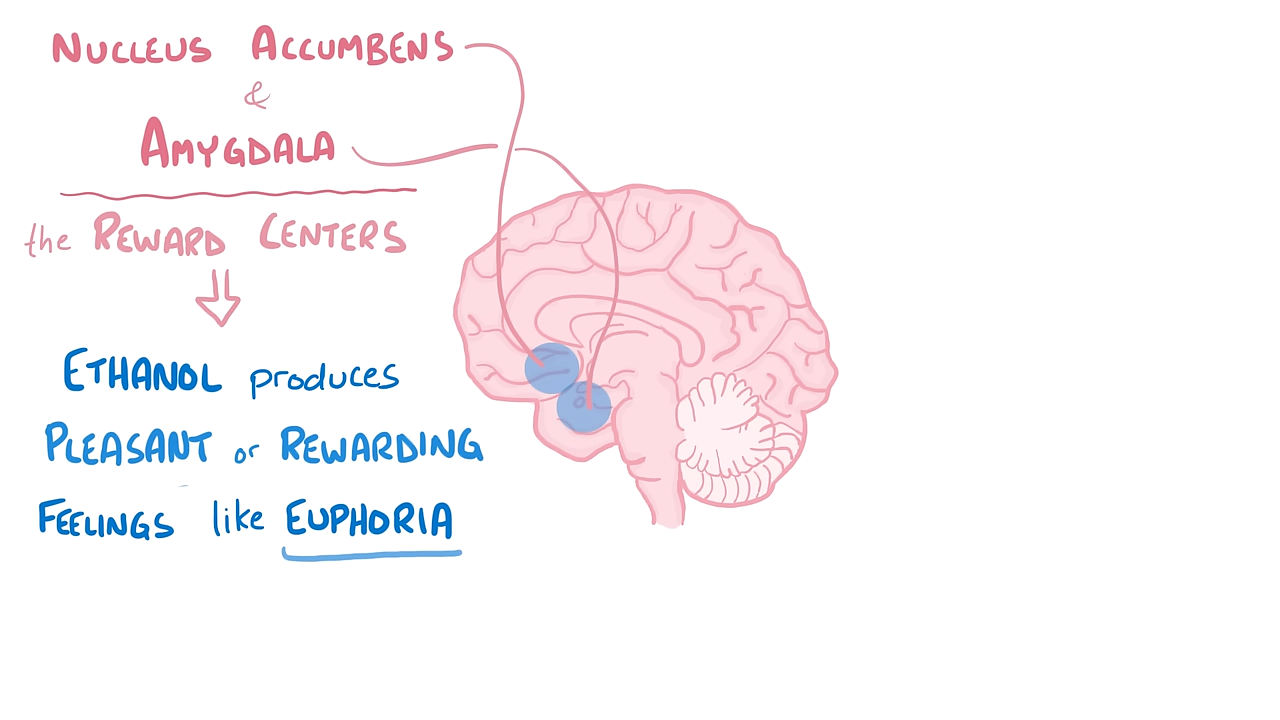 NUCLEUS ACCUMBENS
&
AMYGDALA
the REWARD CENTERS
ETHANOL produces
PLEASANT or REWARDING
FEELINGS like EUPHORIA